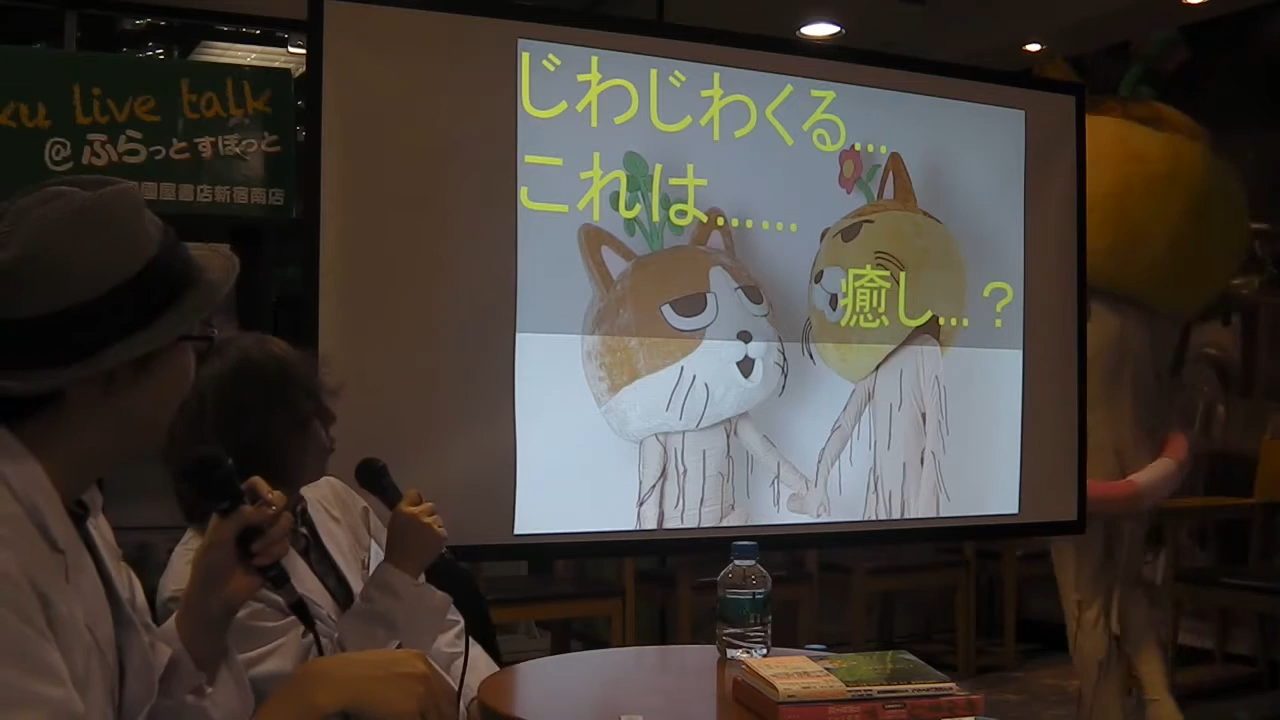 ku live talk
@ふらっとすぽっと
國屋書店新宿南店
じわじわくる...
これは......
癒し...？